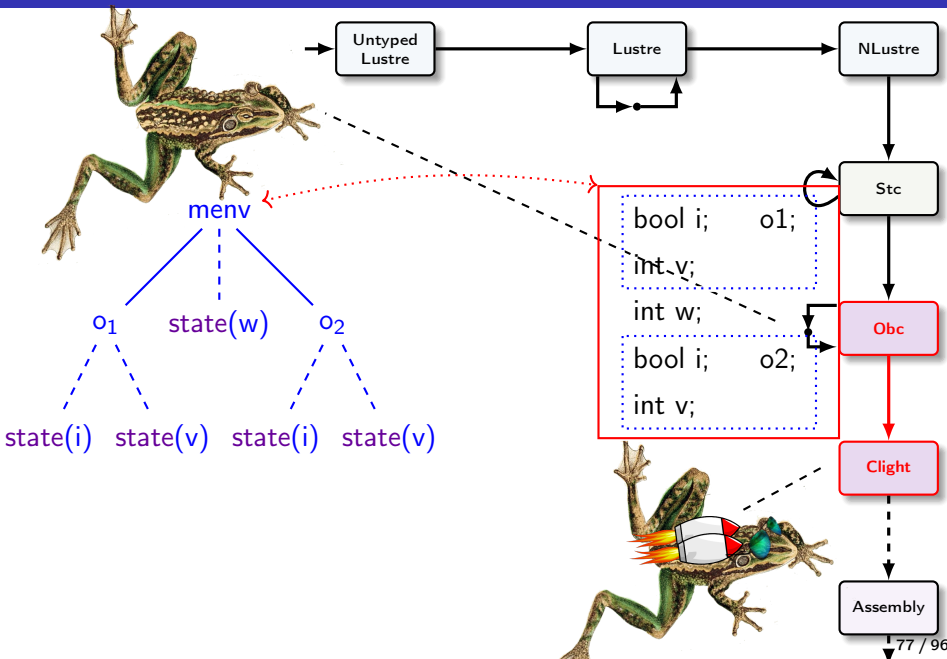 Untyped
Lustre
Lustre
NLustre
Stc
menv
bool i; o1;
int v;
int w;
o₁ state(w) o₂
Obc
bool i; o2;
int v;
state(i) state(v) state(i) state(v)
Clight
Assembly
77 / 96